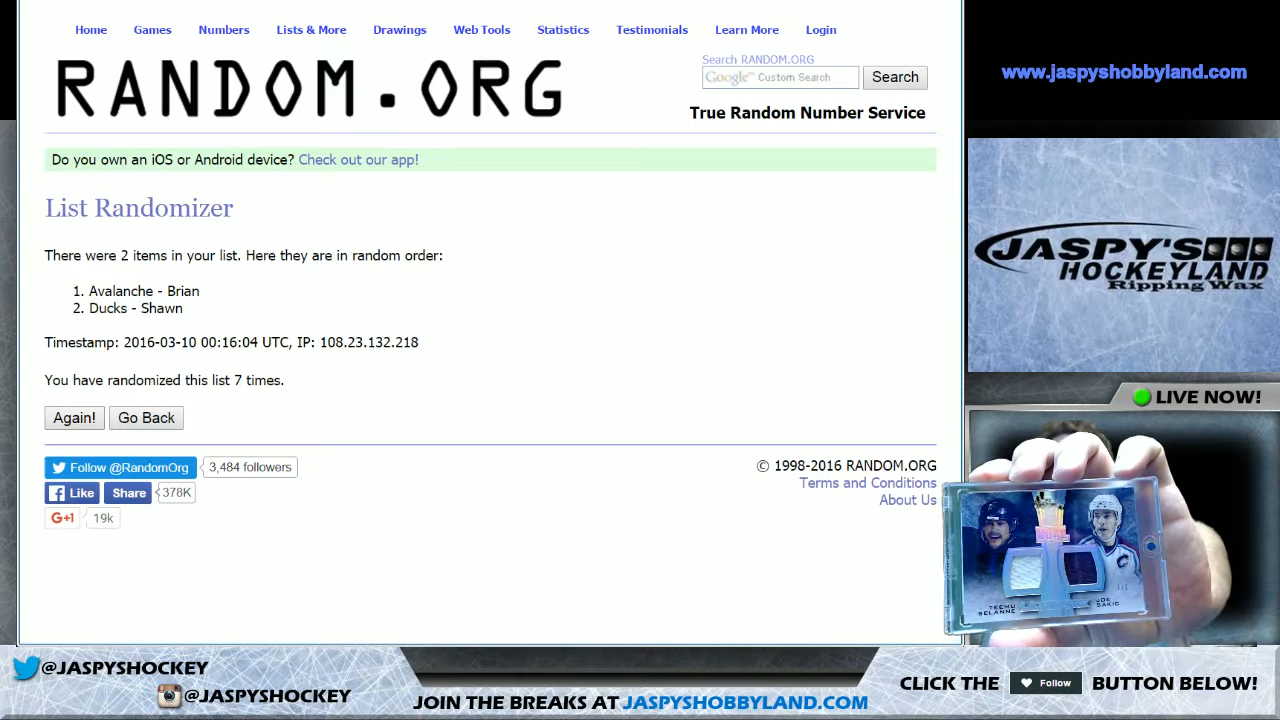 Home Games Numbers Lists & More Drawings Web Tools Statistics Testimonials Learn More Login
RANDOM.ORG
Search RANDOM.ORG
Google™ Custom Search Search
True Random Number Service
Do you own an iOS or Android device? Check out our app!
List Randomizer
There were 2 items in your list. Here they are in random order:
1. Avalanche - Brian
2. Ducks - Shawn
Timestamp: 2016-03-10 00:16:04 UTC, IP: 108.23.132.218
You have randomized this list 7 times.
Again! Go Back
Follow @RandomOrg 3,484 followers
Like Share 378K
G+1 19k
© 1998-2016 RANDOM.ORG
Terms and Conditions
About Us
www.jaspyshobbyland.com
JASPY'S
HOCKEYLAND
Ripping Wax
LIVE NOW!
DUAL
TEEMU
SELANNE
JOE
SAKIC
@JASPYSHOCKEY
@JASPYSHOCKEY
JOIN THE BREAKS AT JASPYSHOBBYLAND.COM
CLICK THE Follow BUTTON BELOW!